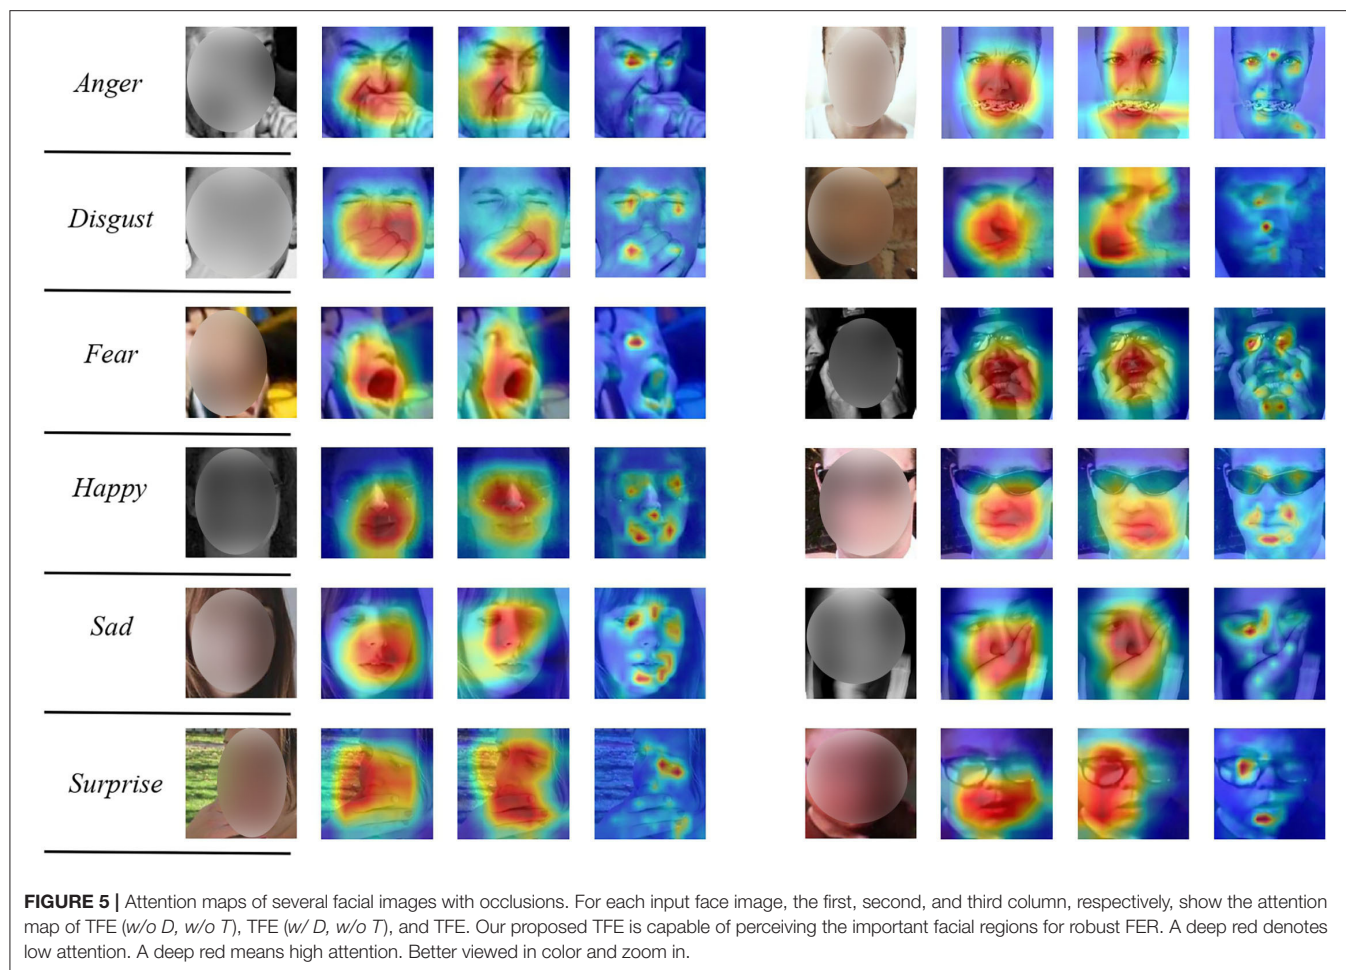 Anger
Disgust
Fear
Happy
Sad
Surprise
FIGURE 5 | Attention maps of several facial images with occlusions. For each input face image, the first, second, and third column, respectively, show the attention
map of TFE (w/o D, w/o T), TFE (w/ D, w/o T), and TFE. Our proposed TFE is capable of perceiving the important facial regions for robust FER. A deep red denotes
low attention. A deep red means high attention. Better viewed in color and zoom in.